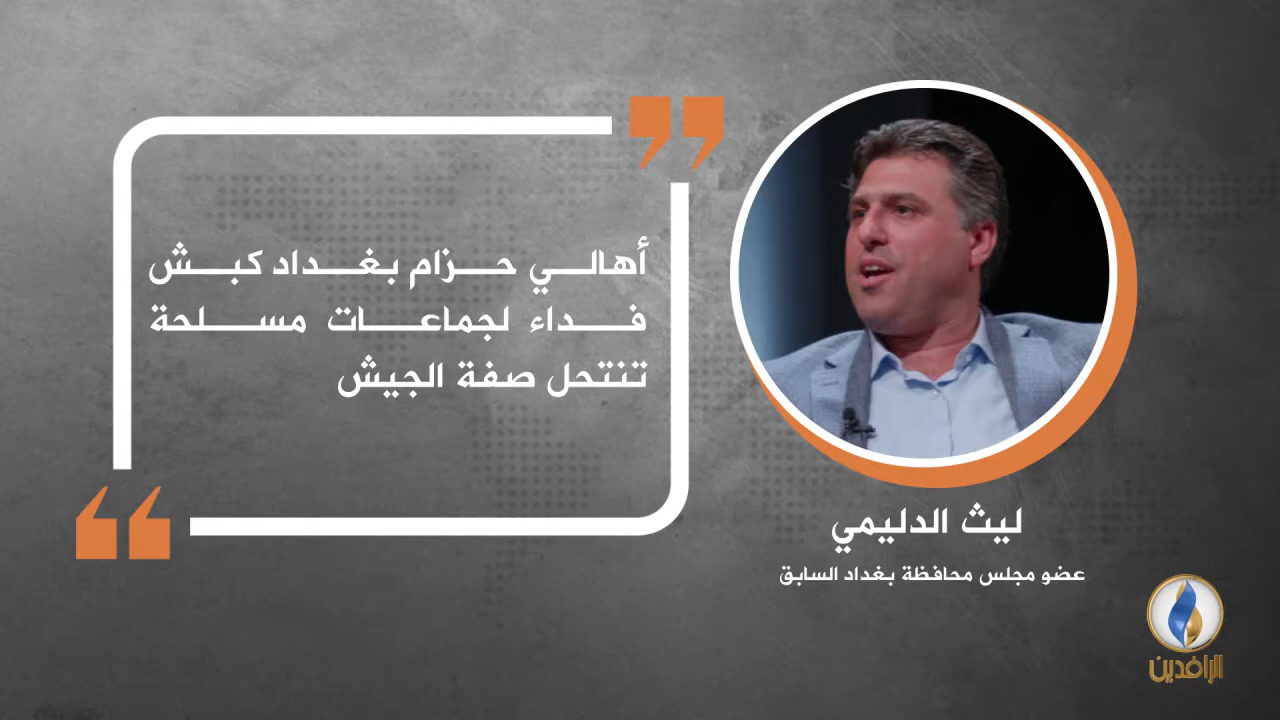 أهالي حزام بغداد كبش
فداء لجماعات مسلحة
تنتحل صفة الجيش
ليث الدليمي
عضو مجلس محافظة بغداد السابق
الرافدين